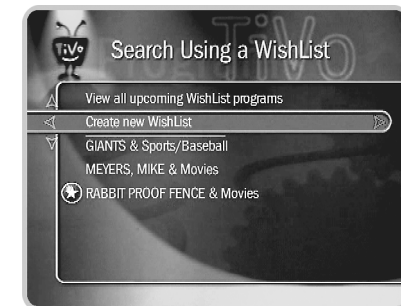 TiVo
TiVo
Search Using a WishList
View all upcoming WishList programs
Create new WishList
GIANTS & Sports/Baseball
MEYERS, MIKE & Movies
RABBIT PROOF FENCE & Movies